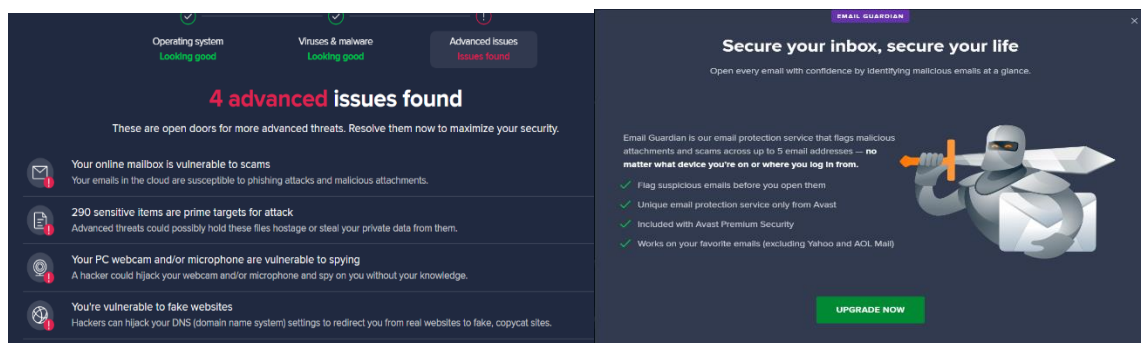 Operating system
Looking good
Viruses & malware
Looking good
Advanced issues
Issues found
4 advanced issues found
These are open doors for more advanced threats. Resolve them now to maximize your security.
Your online mailbox is vulnerable to scams
Your emails in the cloud are susceptible to phishing attacks and malicious attachments.
290 sensitive items are prime targets for attack
Advanced threats could possibly hold these files hostage or steal your private data from them.
Your PC webcam and/or microphone are vulnerable to spying
A hacker could hijack your webcam and/or microphone and spy on you without your knowledge.
You're vulnerable to fake websites
Hackers can hijack your DNS (domain name system) settings to redirect you from real websites to fake, copycat sites.
EMAIL GUARDIAN
Secure your inbox, secure your life
Open every email with confidence by identifying malicious emails at a glance.
Email Guardian is our email protection service that flags malicious
attachments and scams across up to 5 email addresses — no
matter what device you're on or where you log in from.
Flag suspicious emails before you open them
Unique email protection service only from Avast
Included with Avast Premium Security
Works on your favorite emails (excluding Yahoo and AOL Mail)
UPGRADE NOW